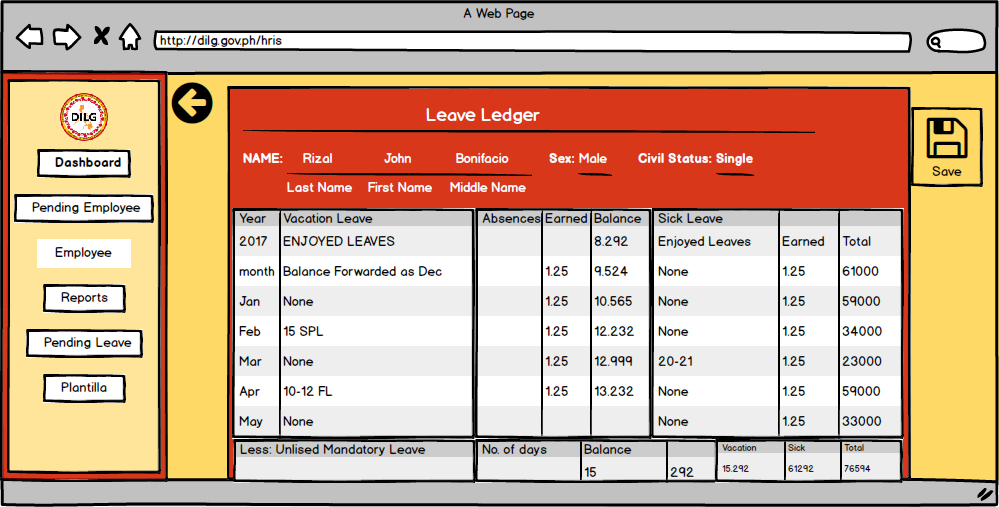 A Web Page
http://dilg.gov.ph/hris
DILG
Dashboard
Pending Employee
Employee
Reports
Pending Leave
Plantilla
Leave Ledger
Save
NAME: Rizal John Bonifacio Sex: Male Civil Status: Single
Last Name First Name Middle Name
Year Vacation Leave Absences Earned Balance Sick Leave
2017 ENJOYED LEAVES 8.292 Enjoyed Leaves Earned Total
month Balance Forwarded as Dec 1.25 9.524 None 1.25 61000
Jan None 1.25 10.565 None 1.25 59000
Feb 15 SPL 1.25 12.232 None 1.25 34000
Mar None 1.25 12.999 20-21 1.25 23000
Apr 10-12 FL 1.25 13.232 None 1.25 59000
May None None 1.25 33000
Less: Unlised Mandatory Leave No. of days Balance Vacation Sick Total
15 292 15.292 61292 76594